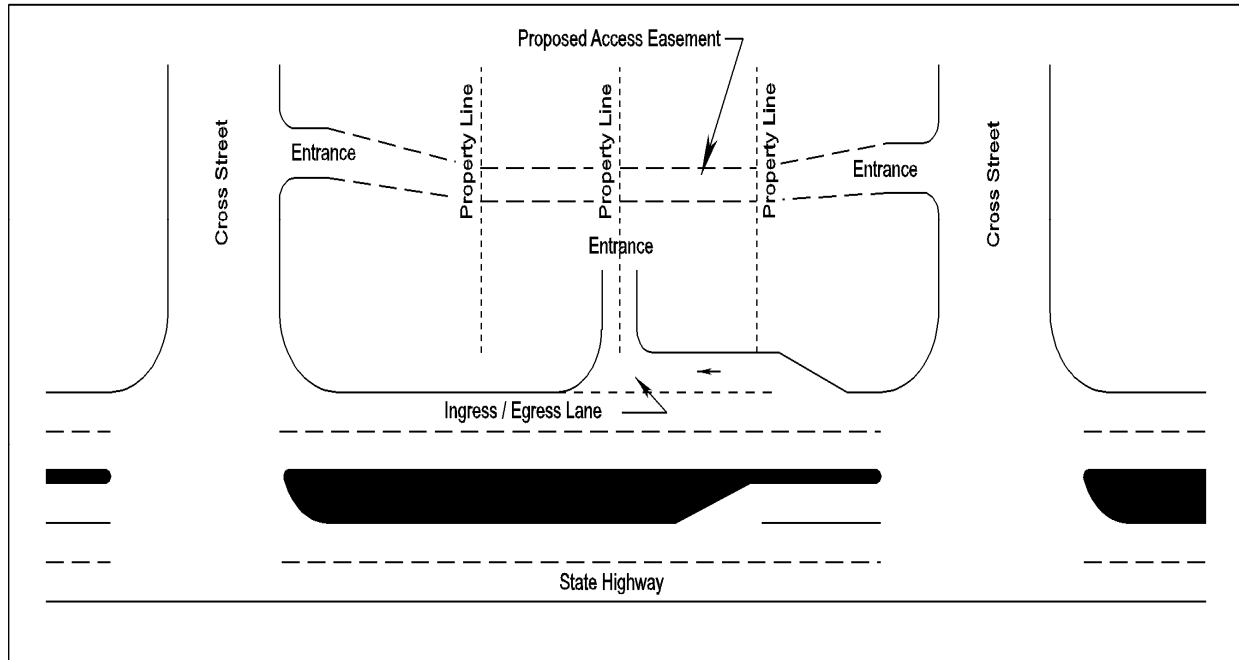 Proposed Access Easement
Property Line
Property Line
Property Line
Cross Street
Entrance
Entrance
Cross Street
Entrance
Ingress / Egress Lane
State Highway